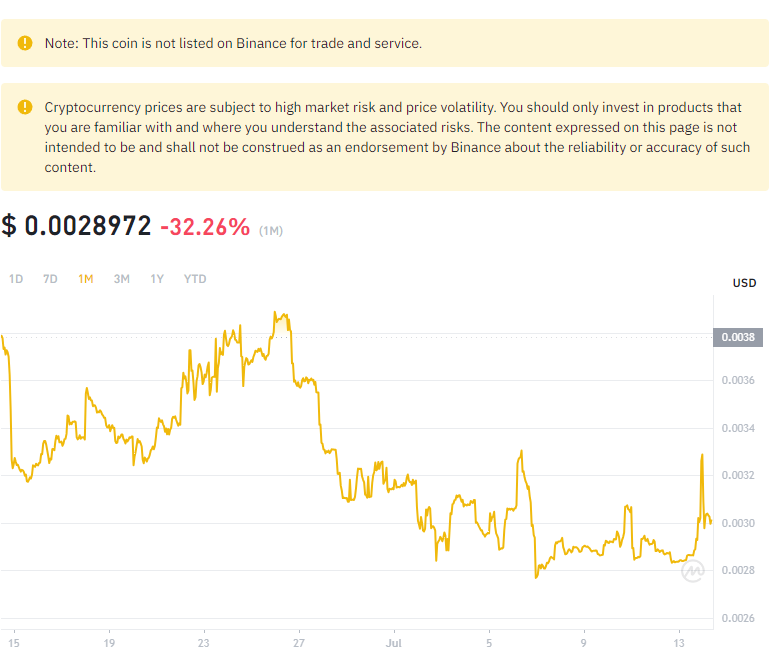 Note: This coin is not listed on Binance for trade and service.
Cryptocurrency prices are subject to high market risk and price volatility. You should only invest in products that
you are familiar with and where you understand the associated risks. The content expressed on this page is not
intended to be and shall not be construed as an endorsement by Binance about the reliability or accuracy of such
content.
$ 0.0028972 -32.26% (1M)
1D 7D 1M 3M 1Y YTD
USD
0.0038
0.0036
0.0034
0.0032
0.0030
0.0028
0.0026
15 19 23 27 Jul 5 9 13